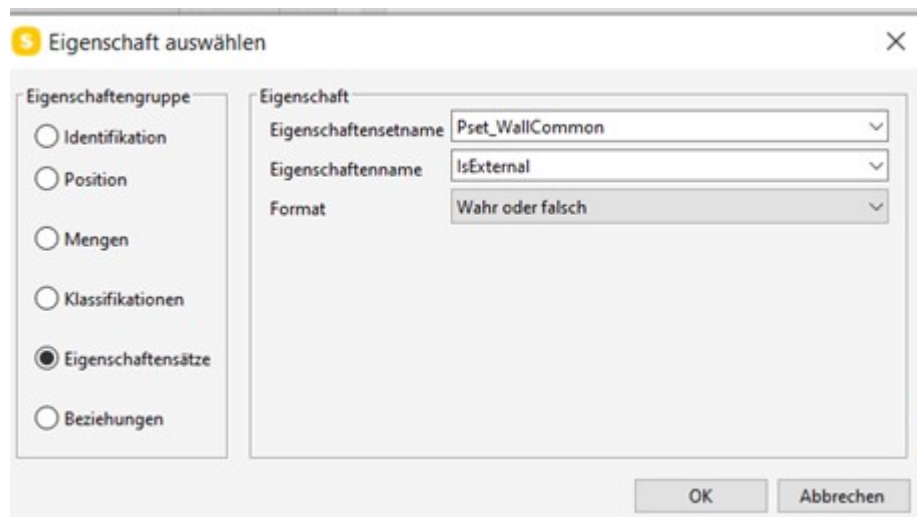 S Eigenschaft auswählen
Eigenschaftengruppe
Identifikation
Position
Mengen
Klassifikationen
Eigenschaftensätze
Beziehungen
Eigenschaft
Eigenschaftensetname Pset_WallCommon
Eigenschaftenname IsExternal
Format Wahr oder falsch
OK Abbrechen